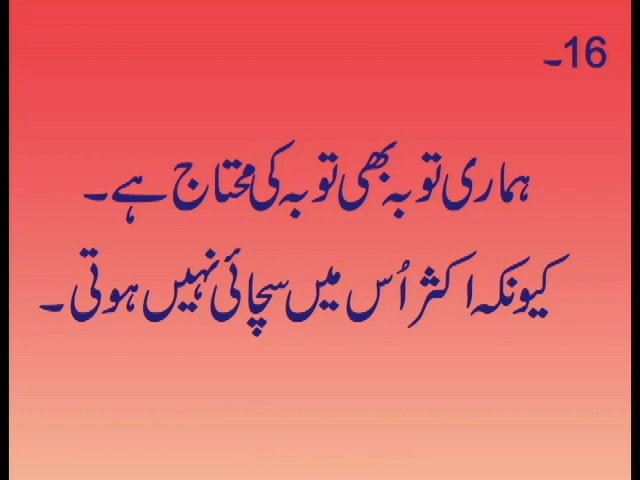 16۔
ہماری توبہ بھی توبہ کی محتاج ہے۔
کیونکہ اکثر اُس میں سچائی نہیں ہوتی۔